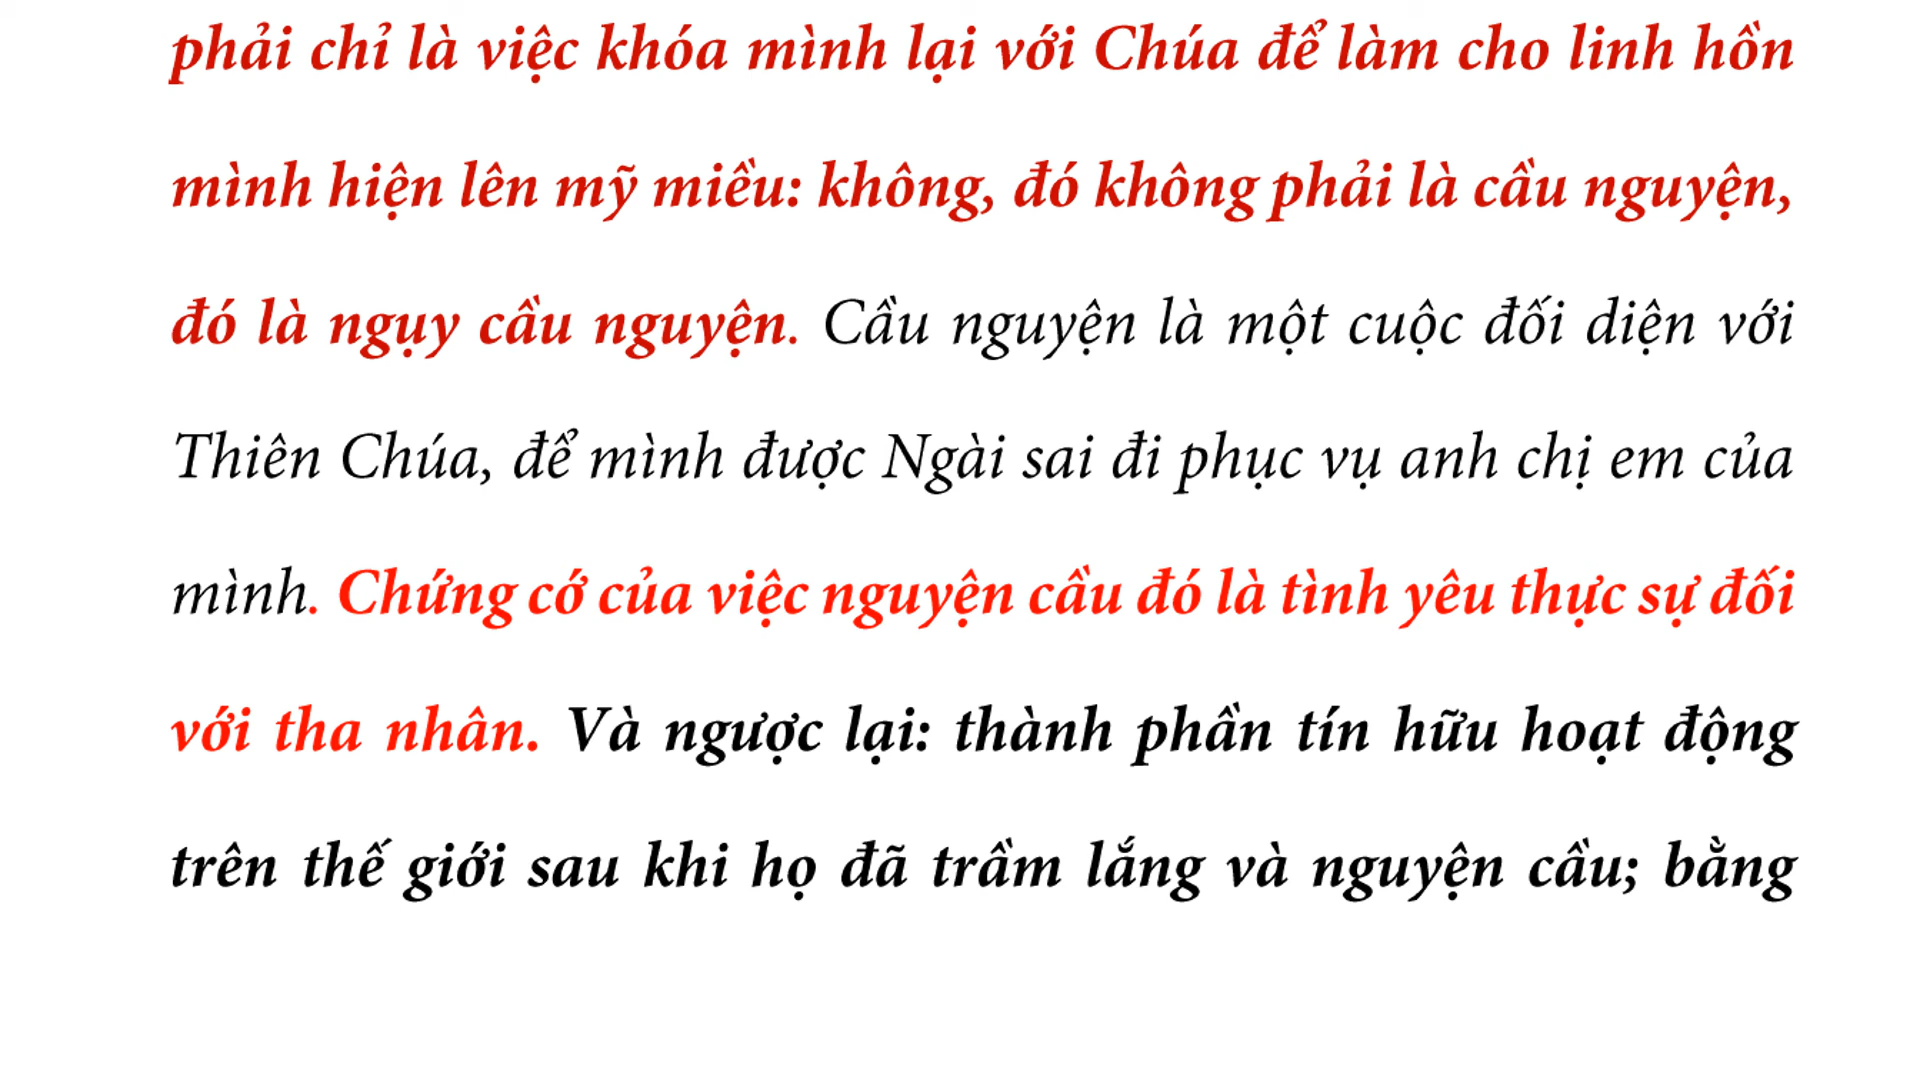 phải chỉ là việc khóa mình lại với Chúa để làm cho linh hồn
mình hiện lên mỹ miều: không, đó không phải là cầu nguyện,
đó là ngụy cầu nguyện. Cầu nguyện là một cuộc đối diện với
Thiên Chúa, để mình được Ngài sai đi phục vụ anh chị em của
mình. Chứng cớ của việc nguyện cầu đó là tình yêu thực sự đối
với tha nhân. Và ngược lại: thành phần tín hữu hoạt động
trên thế giới sau khi họ đã trầm lắng và nguyện cầu; bằng